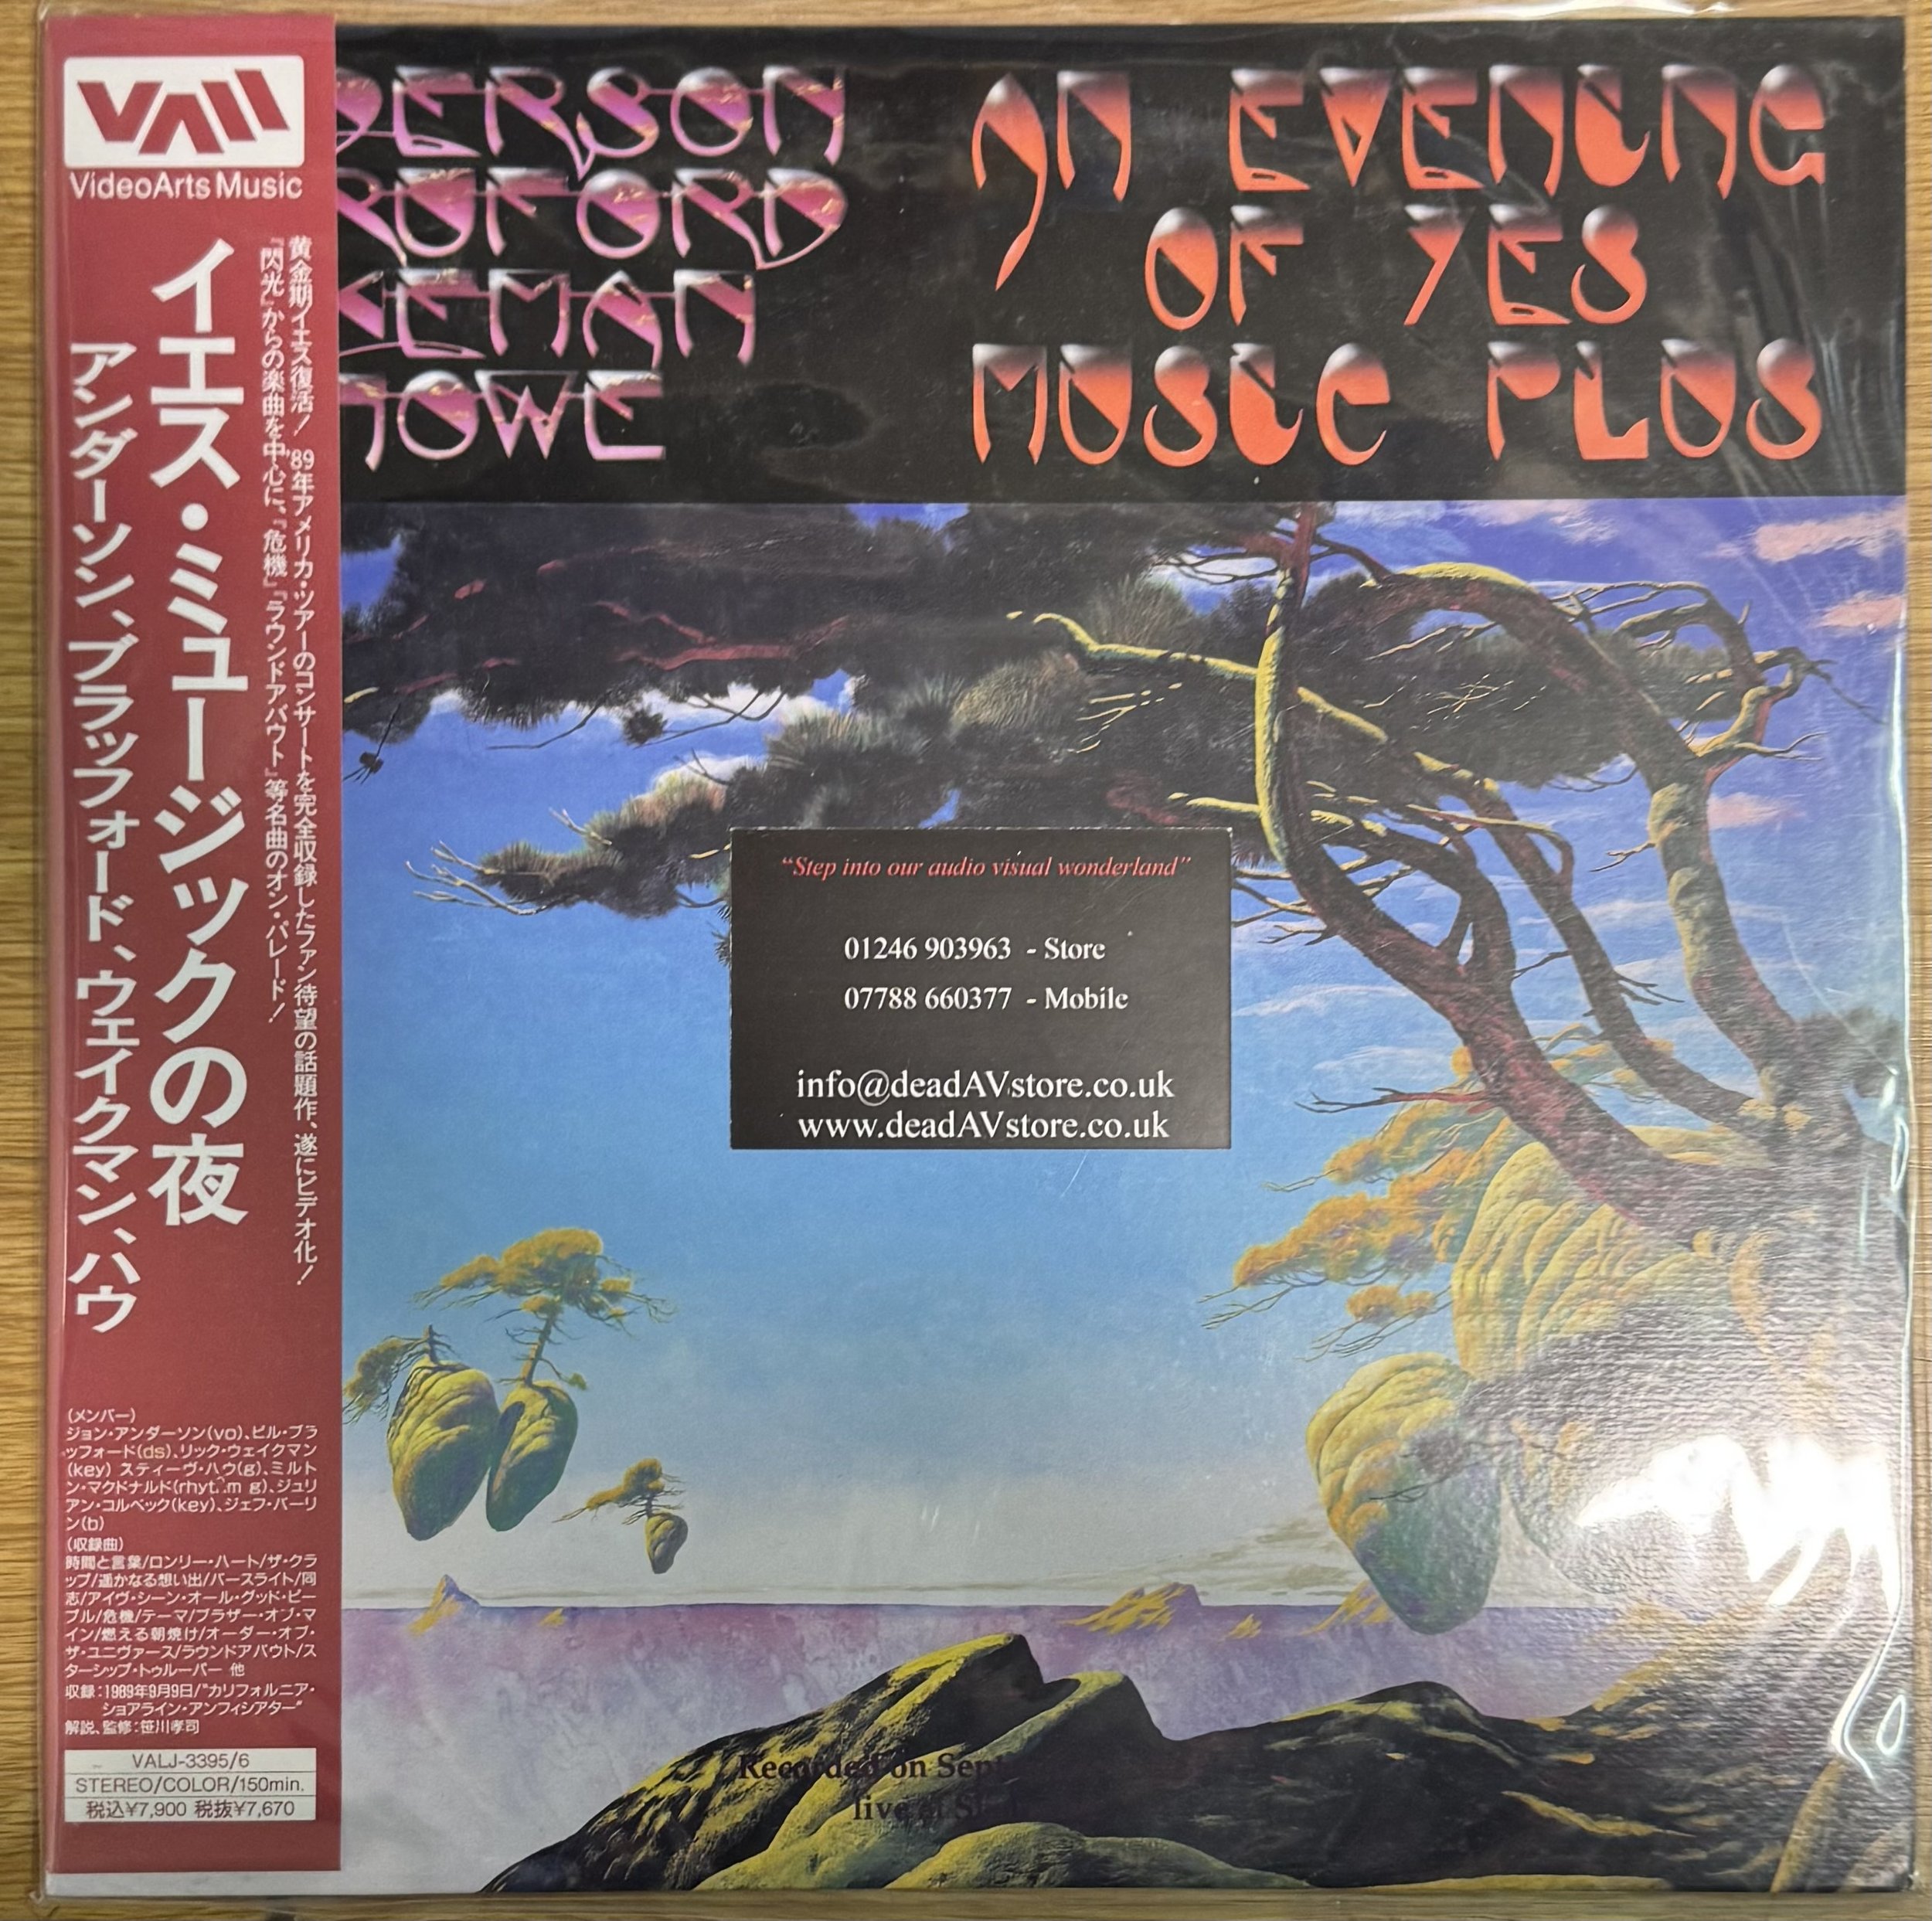 VAM
VideoArts Music
黄金期イエス復活！'89年アメリカ・ツアーのコンサートを完全収録したファン待望の話題作、遂にビデオ化！
『閃光』からの楽曲を中心に、『危機』『ラウンドアバウト』等名曲のオン・パレード！
イエス・ミュージックの夜
アンダーソン、ブラッフォード、ウェイクマン、ハウ
(メンバー)
ジョン・アンダーソン(vo)、ビル・ブラ
ッフォード(ds)、リック・ウェイクマン
(key) スティーヴ・ハウ(g)、ミルト
ン・マクドナルド(rhyt.m g)、ジュリ
アン・コルベック(key)、ジェフ・バーリ
ン(b)
(収録曲)
時間と言葉/ロンリー・ハート/ザ・クラ
ップ/遥かなる想い出/バースライト/同
志/アイヴ・シーン・オール・グッド・ピー
プル/危機/テーマ/ブラザー・オブ・マ
イン/燃える朝焼け/オーダー・オブ・
ザ・ユニヴァース/ラウンドアバウト/ス
ターシップ・トゥルーパー 他
収録：1989年9月9日/"カリフォルニア・
ショアライン・アンフィシアター"
解説、監修：笹川孝司
VALJ-3395/6
STEREO/COLOR/150min.
税込¥7,900 税抜¥7,670
DERSON
RUFORD
KEMAN
HOWE
AN EVENING
OF YES
MUSIC PLUS
"Step into our audio visual wonderland"
01246 903963 - Store
07788 660377 - Mobile
info@deadAVstore.co.uk
www.deadAVstore.co.uk
Recorded on Sept
live at